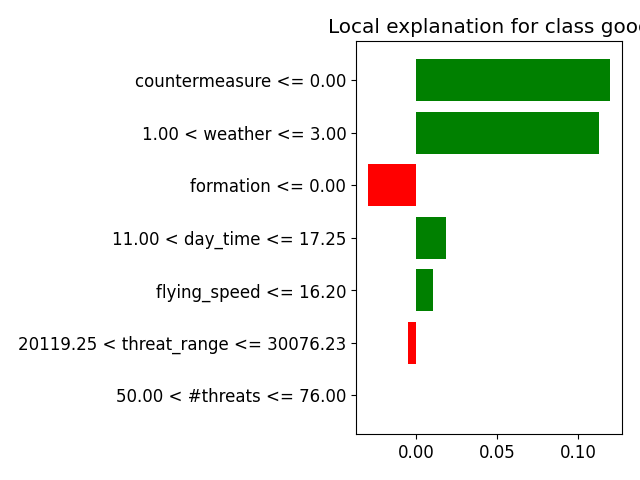 Local explanation for class good
countermeasure <= 0.00
1.00 < weather <= 3.00
formation <= 0.00
11.00 < day_time <= 17.25
flying_speed <= 16.20
20119.25 < threat_range <= 30076.23
50.00 < #threats <= 76.00
0.00 0.05 0.10